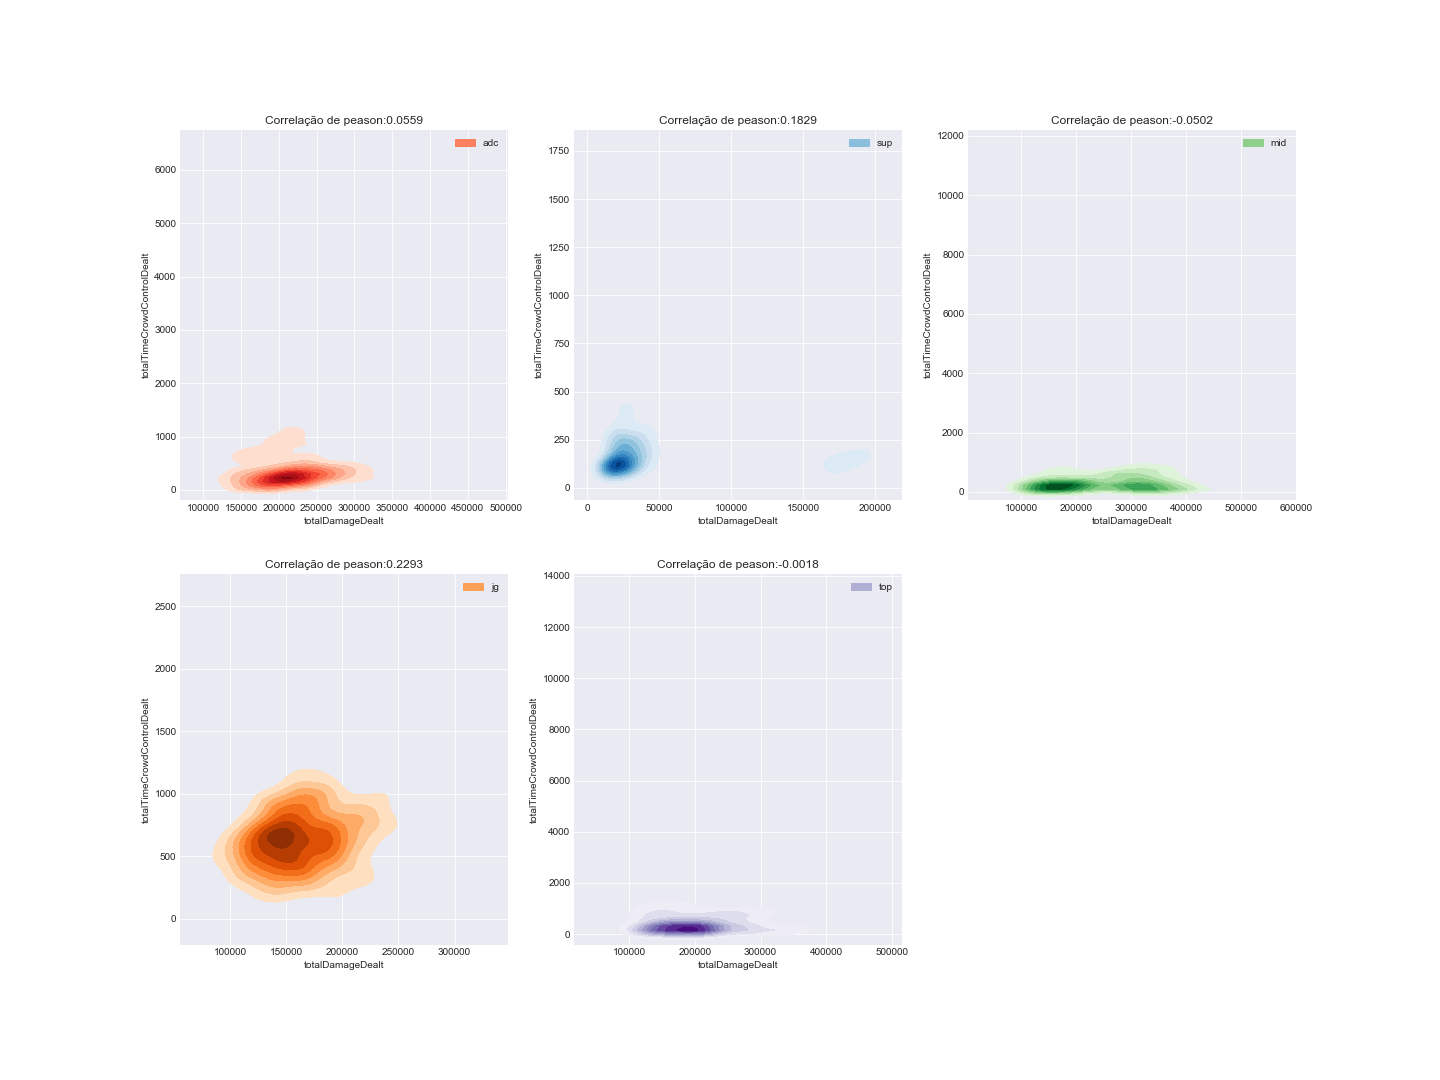 Correlação de peason:0.0559
adc
6000
5000
4000
3000
2000
1000
0
totalTimeCrowdControlDealt
100000 150000 200000 250000 300000 350000 400000 450000 500000
totalDamageDealt
Correlação de peason:0.1829
sup
1750
1500
1250
1000
750
500
250
0
totalTimeCrowdControlDealt
0 50000 100000 150000 200000
totalDamageDealt
Correlação de peason:-0.0502
mid
12000
10000
8000
6000
4000
2000
0
totalTimeCrowdControlDealt
100000 200000 300000 400000 500000 600000
totalDamageDealt
Correlação de peason:0.2293
jg
2500
2000
1500
1000
500
0
totalTimeCrowdControlDealt
100000 150000 200000 250000 300000
totalDamageDealt
Correlação de peason:-0.0018
top
14000
12000
10000
8000
6000
4000
2000
0
totalTimeCrowdControlDealt
100000 200000 300000 400000 500000
totalDamageDealt